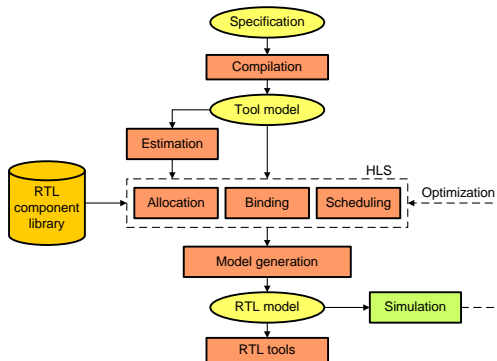 Specification
Compilation
Tool model
Estimation
HLS
RTL
component
library
Allocation
Binding
Scheduling
Optimization
Model generation
RTL model
Simulation
RTL tools